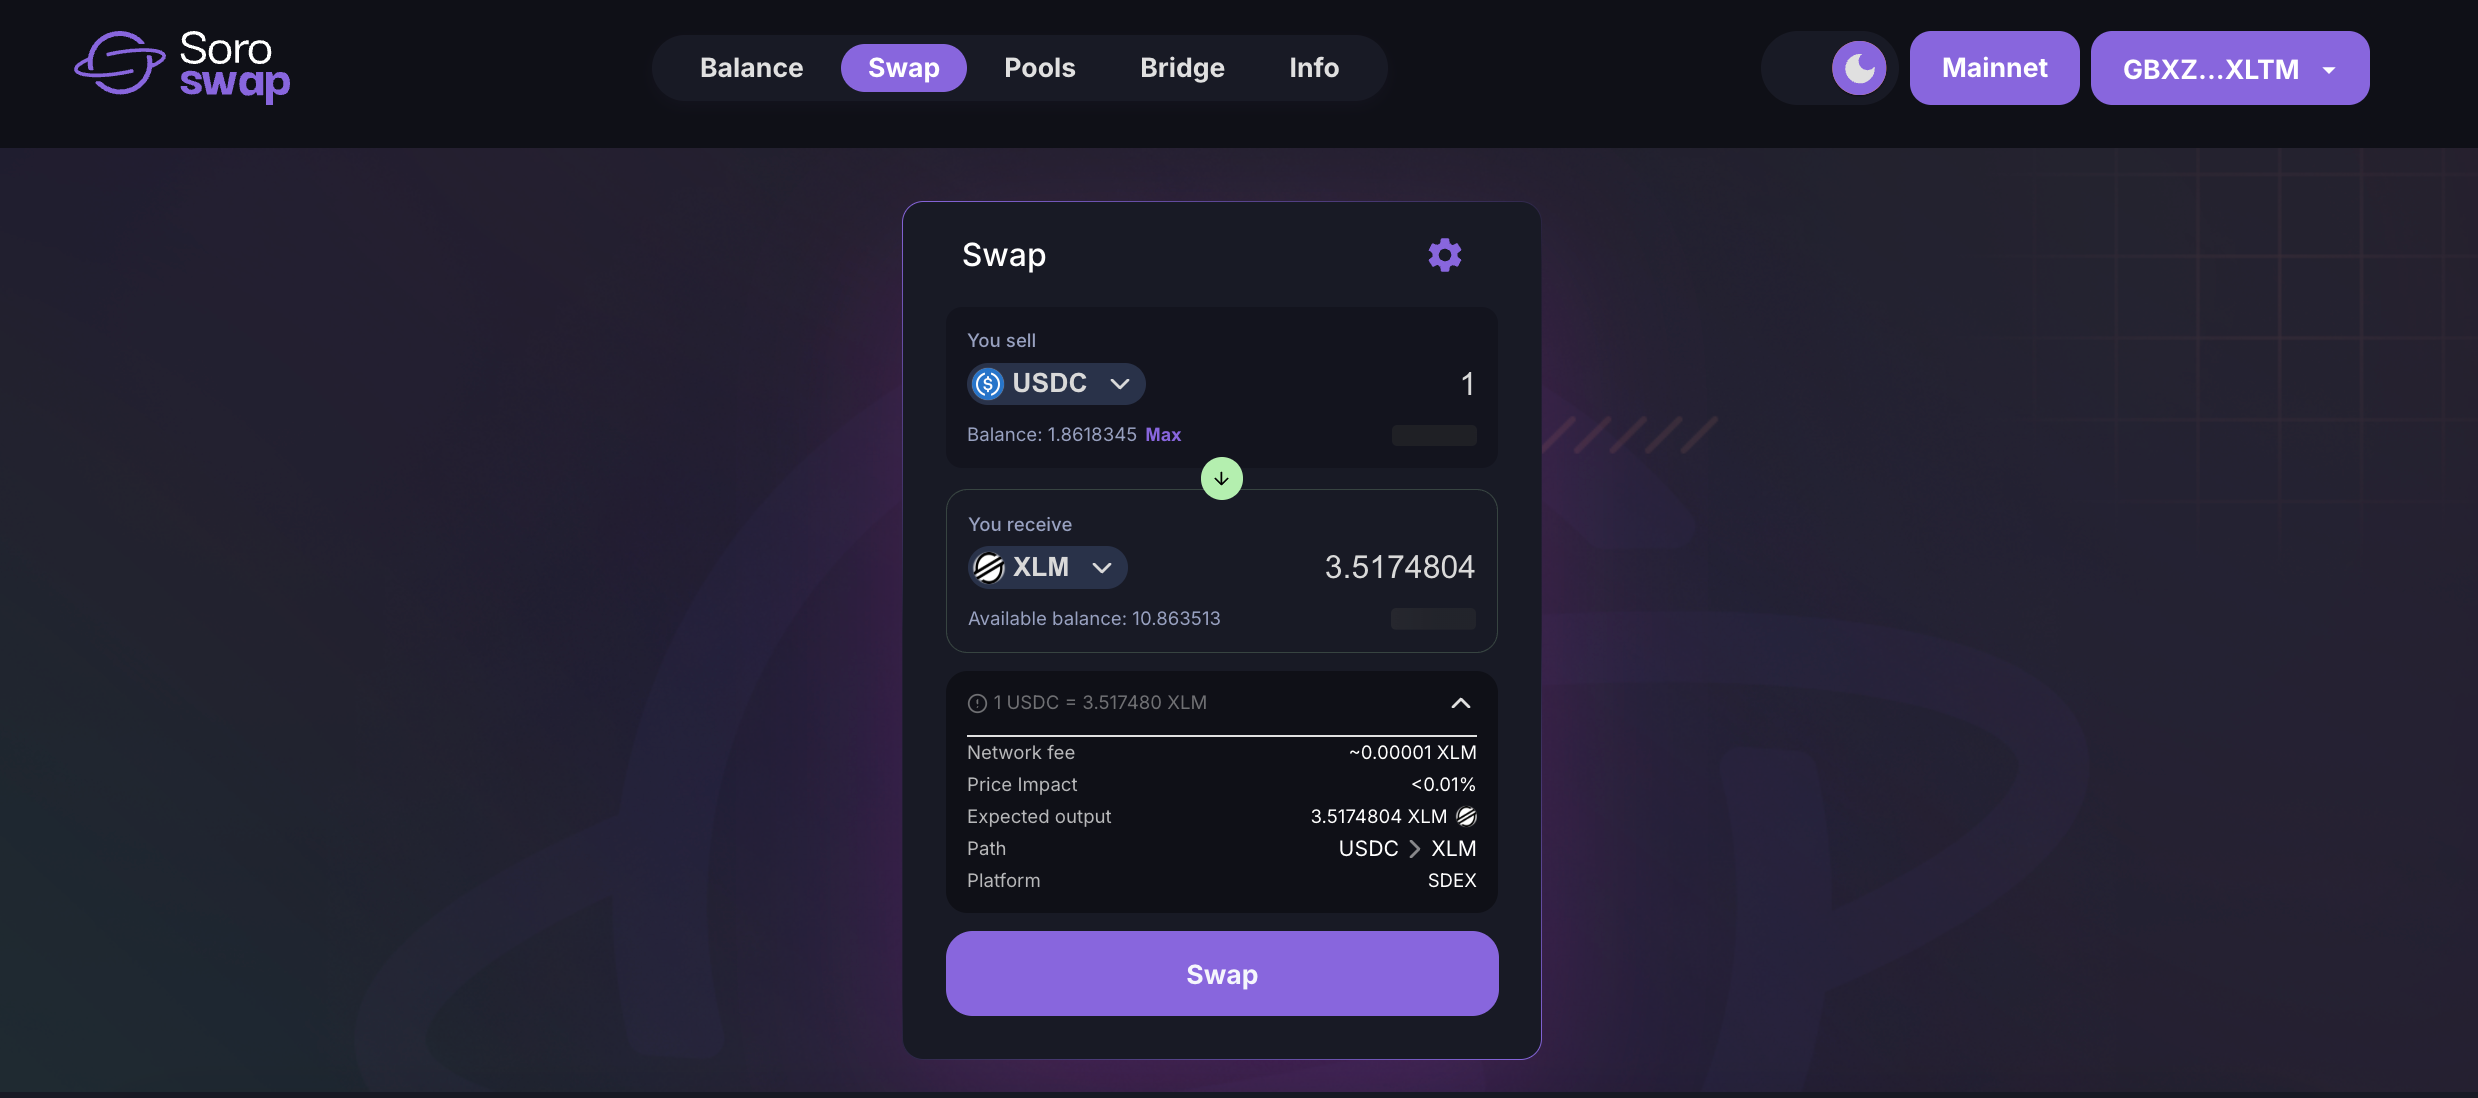 Soro
swap
Balance
Swap
Pools
Bridge
Info
Mainnet
GBXZ...XLTM
Swap
You sell
USDC
1
Balance: 1.8618345 Max
You receive
XLM
3.5174804
Available balance: 10.863513
1 USDC = 3.517480 XLM
Network fee
~0.00001 XLM
Price Impact
<0.01%
Expected output
3.5174804 XLM
Path
USDC > XLM
Platform
SDEX
Swap